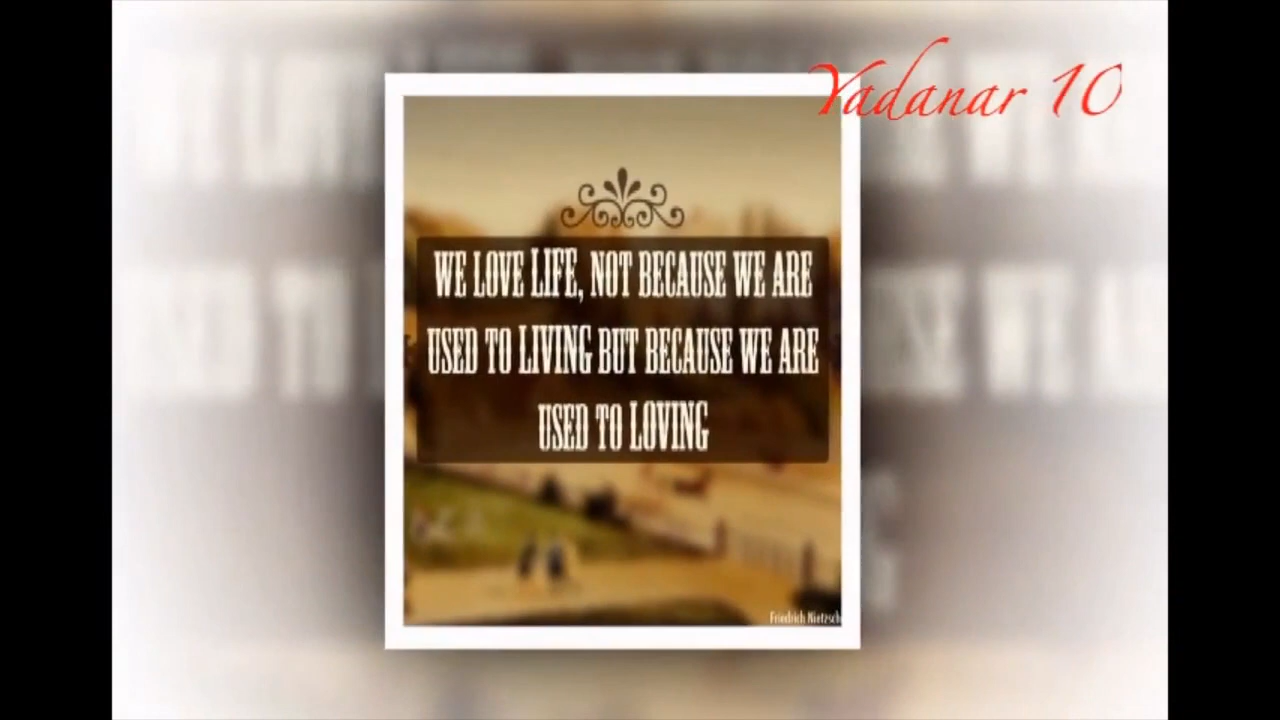 Yadanar 10
WE LOVE LIFE, NOT BECAUSE WE ARE
USED TO LIVING BUT BECAUSE WE ARE
USED TO LOVING
Friedrich Nietzsch